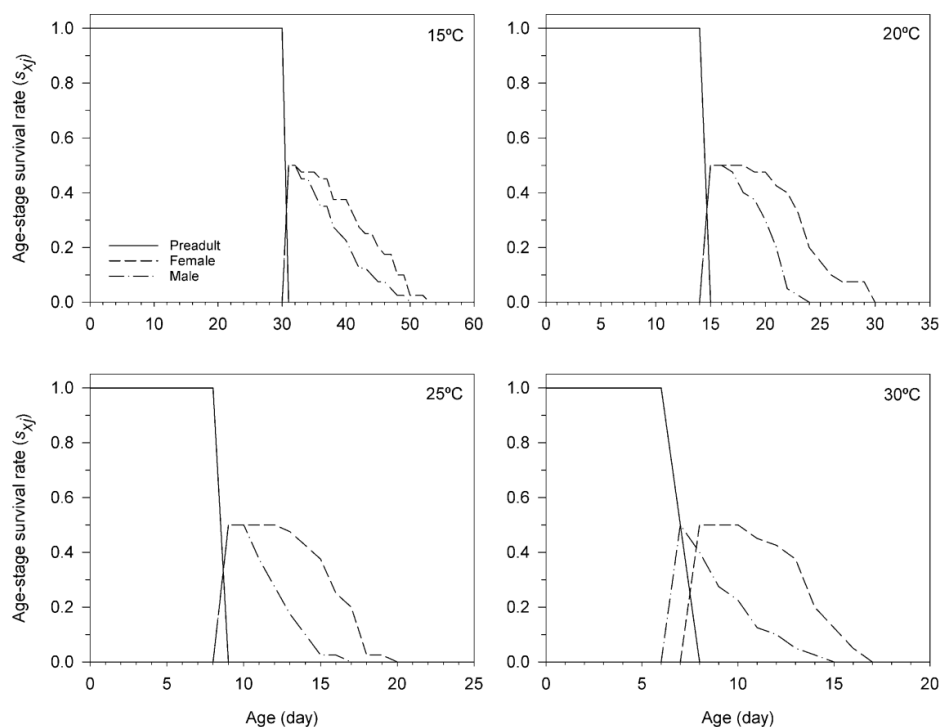 15ºC
20ºC
Age-stage survival rate (sxj)
1.0
0.8
0.6
0.4
0.2
0.0
Preadult
Female
Male
0 10 20 30 40 50 60
1.0
0.8
0.6
0.4
0.2
0.0
0 5 10 15 20 25 30 35
25ºC
30ºC
Age-stage survival rate (sxj)
1.0
0.8
0.6
0.4
0.2
0.0
0 5 10 15 20 25
Age (day)
1.0
0.8
0.6
0.4
0.2
0.0
0 5 10 15 20
Age (day)